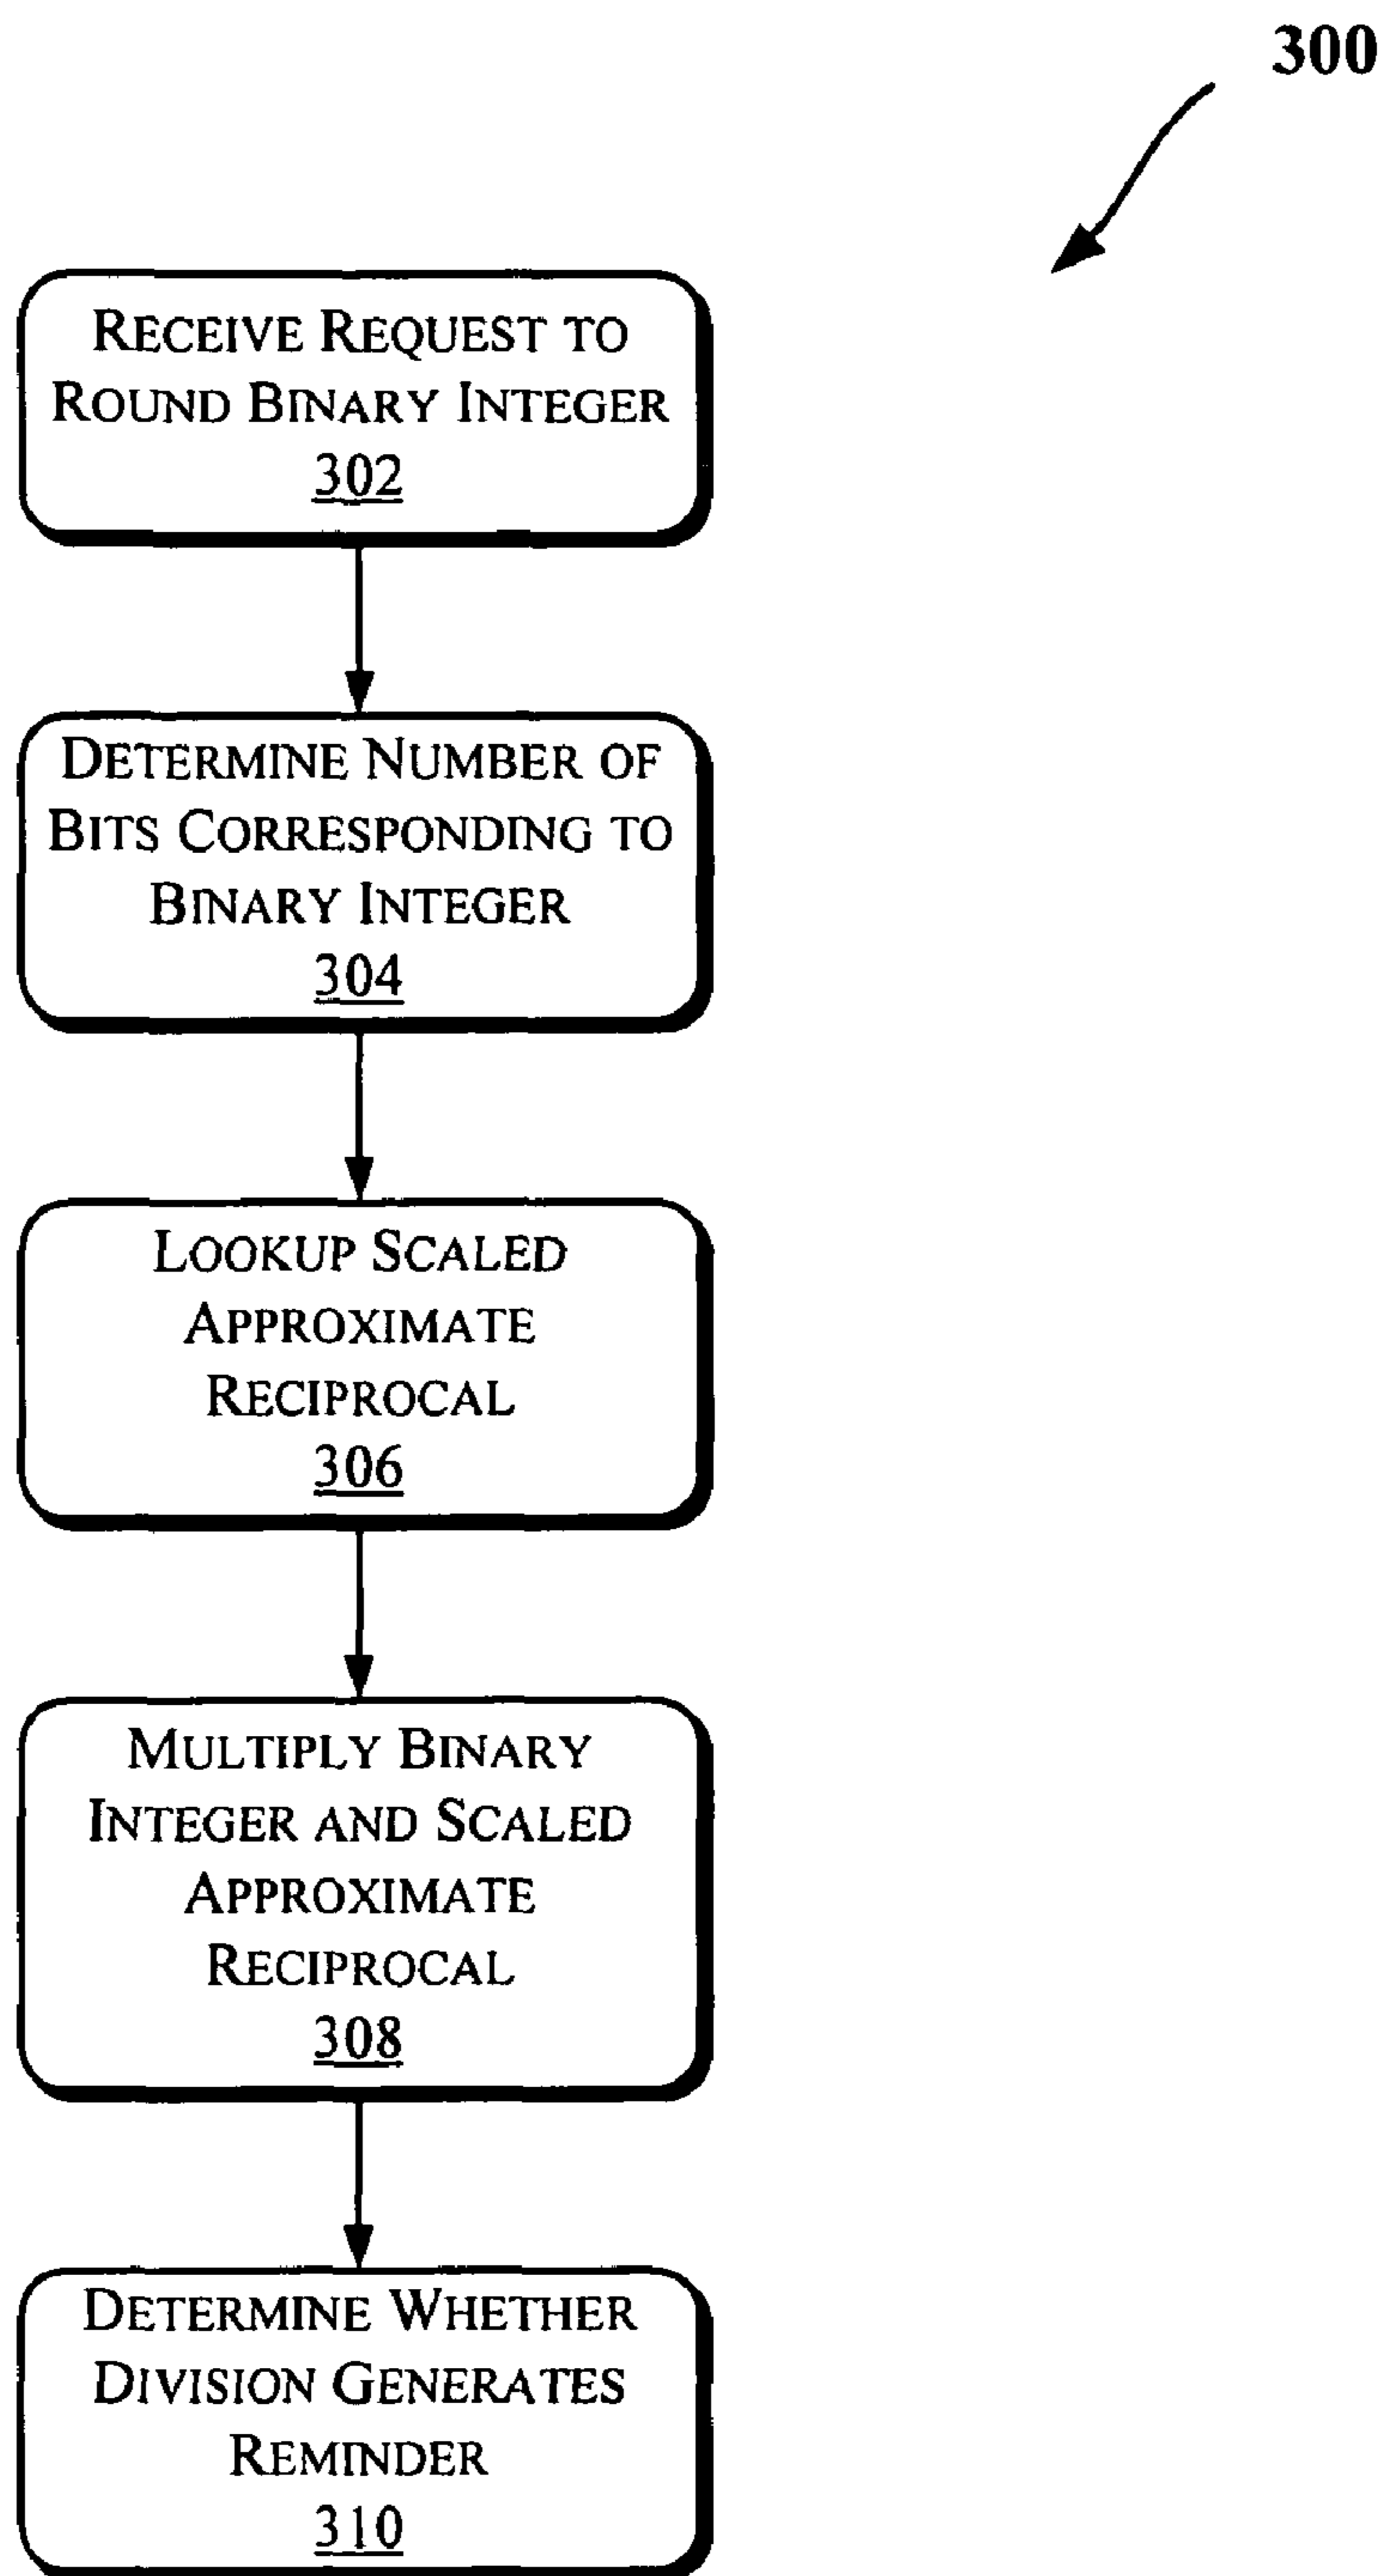 300
RECEIVE REQUEST TO
ROUND BINARY INTEGER
302
DETERMINE NUMBER OF
BITS CORRESPONDING TO
BINARY INTEGER
304
LOOKUP SCALED
APPROXIMATE
RECIPROCAL
306
MULTIPLY BINARY
INTEGER AND SCALED
APPROXIMATE
RECIPROCAL
308
DETERMINE WHETHER
DIVISION GENERATES
REMINDER
310